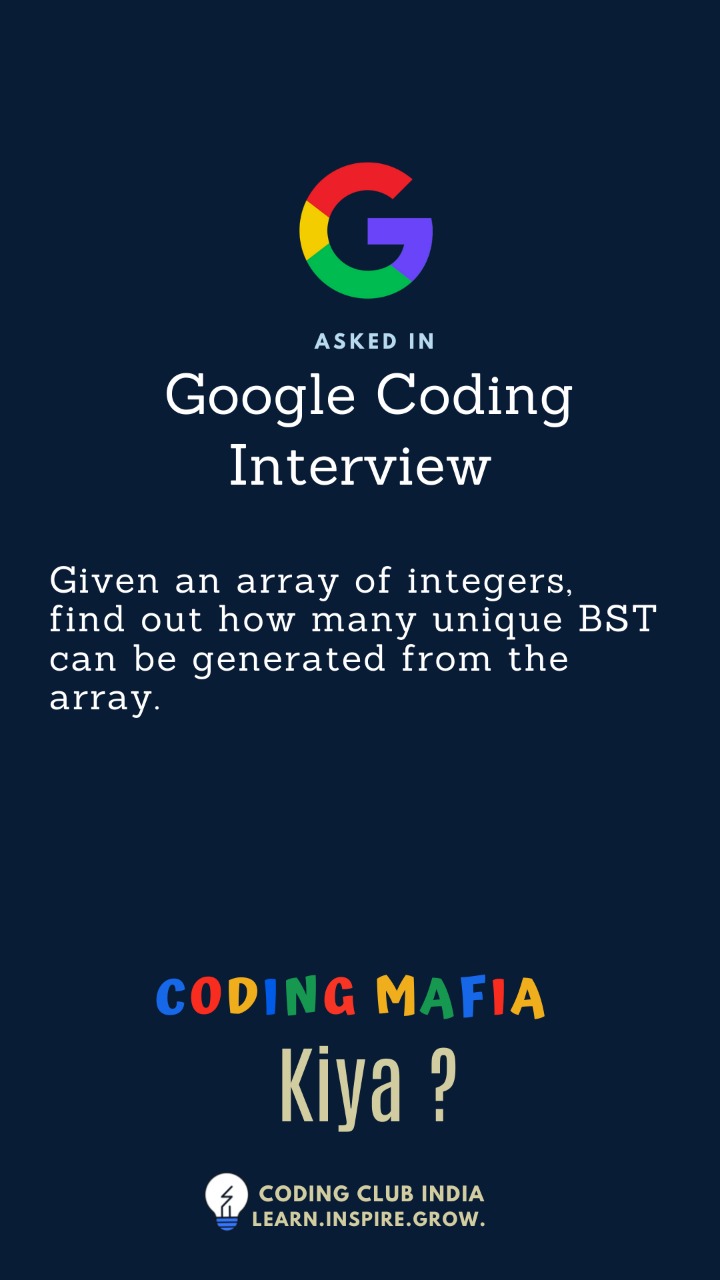 ASKED IN
Google Coding
Interview
Given an array of integers,
find out how many unique BST
can be generated from the
array.
CODING MAFIA
Kiya ?
CODING CLUB INDIA
LEARN.INSPIRE.GROW.